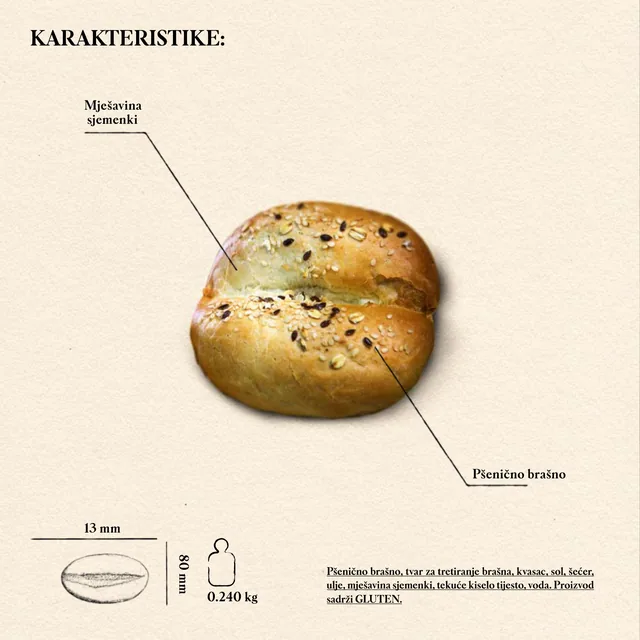 KARAKTERISTIKE:
Mješavina
sjemenki
Pšenično brašno
13 mm
80 mm
0.240 kg
Pšenično brašno, tvar za tretiranje brašna, kvasac, sol, šećer,
ulje, mješavina sjemenki, tekuće kiselo tijesto, voda. Proizvod
sadrži GLUTEN.